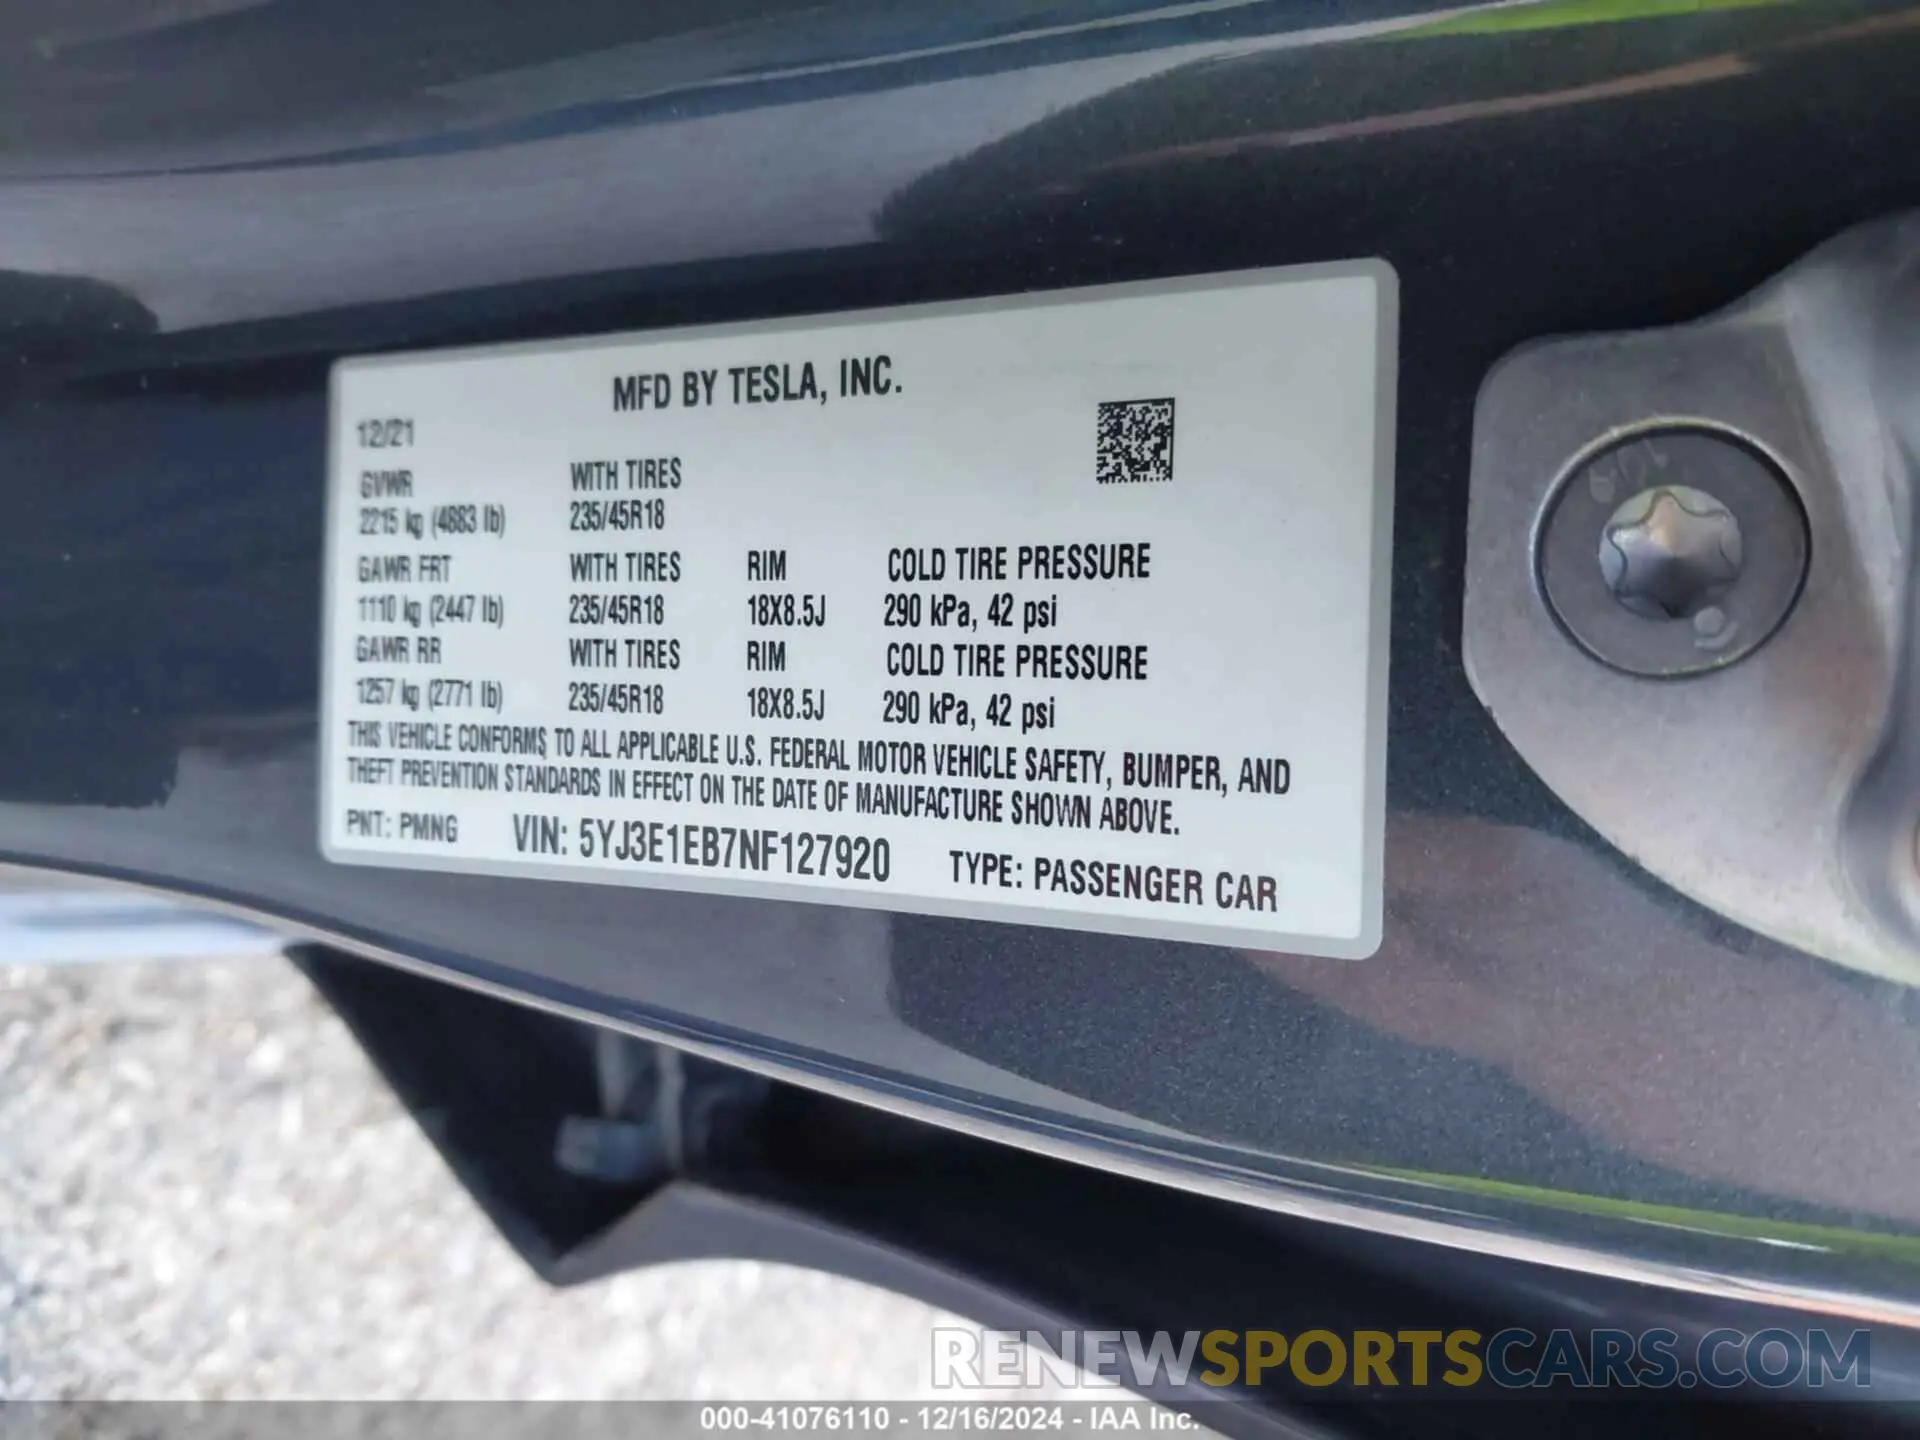 MFD BY TESLA, INC.
12/21
GVWR WITH TIRES
2215 kg (4883 lb) 235/45R18
GAWR FRT WITH TIRES RIM COLD TIRE PRESSURE
1110 kg (2447 lb) 235/45R18 18X8.5J 290 kPa, 42 psi
GAWR RR WITH TIRES RIM COLD TIRE PRESSURE
1257 kg (2771 lb) 235/45R18 18X8.5J 290 kPa, 42 psi
THIS VEHICLE CONFORMS TO ALL APPLICABLE U.S. FEDERAL MOTOR VEHICLE SAFETY, BUMPER, AND
THEFT PREVENTION STANDARDS IN EFFECT ON THE DATE OF MANUFACTURE SHOWN ABOVE.
PNT: PMNG VIN: 5YJ3E1EB7NF127920 TYPE: PASSENGER CAR
RENEWSPORTSCARS.COM
000-41076110 - 12/16/2024 - IAA Inc.